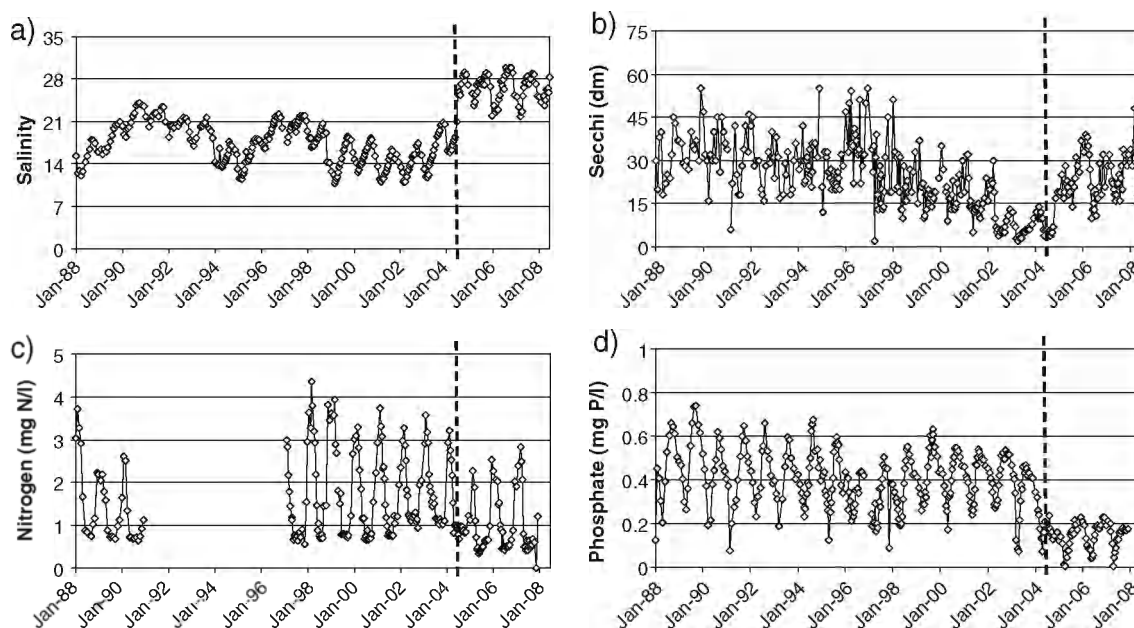 a)
Salinity
35
28
21
14
7
0
Jan-88 Jan-90 Jan-92 Jan-94 Jan-96 Jan-98 Jan-00 Jan-02 Jan-04 Jan-06 Jan-08
b)
Secchi (dm)
75
60
45
30
15
0
Jan-88 Jan-90 Jan-92 Jan-94 Jan-96 Jan-98 Jan-00 Jan-02 Jan-04 Jan-06 Jan-08
c)
Nitrogen (mg N/l)
5
4
3
2
1
0
Jan-88 Jan-90 Jan-92 Jan-94 Jan-96 Jan-98 Jan-00 Jan-02 Jan-04 Jan-06 Jan-08
d)
Phosphate (mg P/l)
1
0.8
0.6
0.4
0.2
0
Jan-88 Jan-90 Jan-92 Jan-94 Jan-96 Jan-98 Jan-00 Jan-02 Jan-04 Jan-06 Jan-08